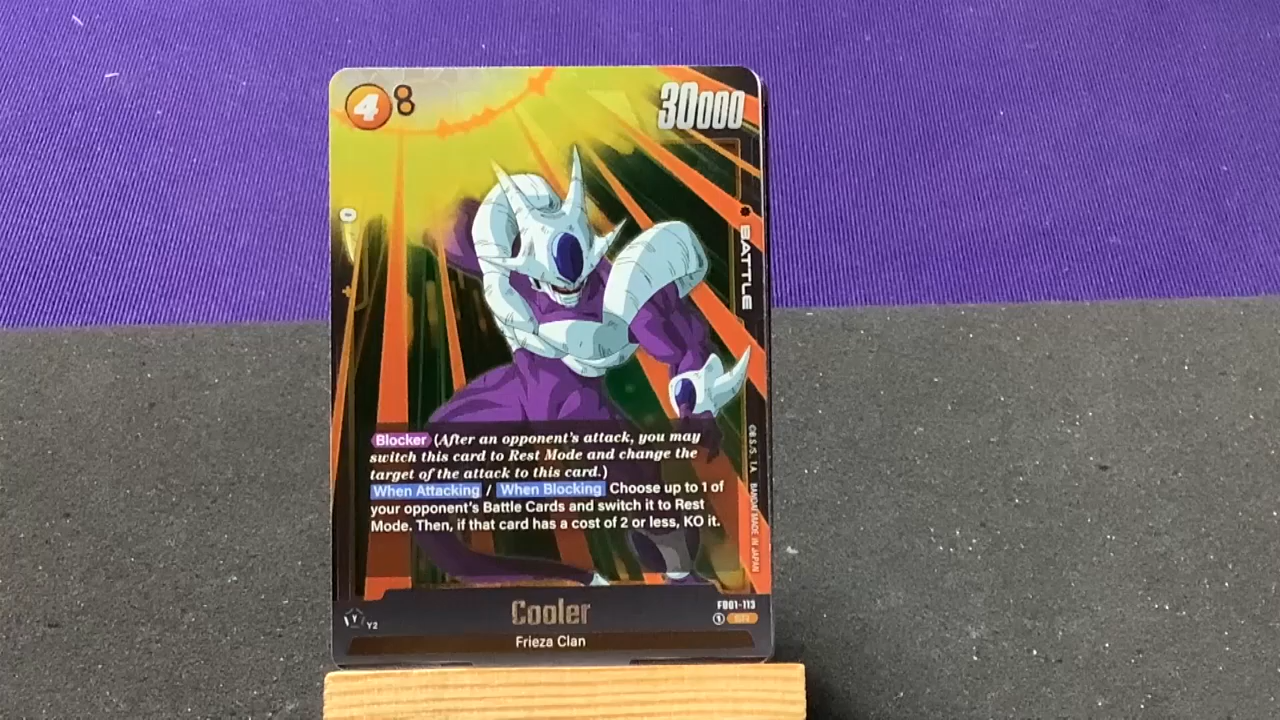 4 8
30000
BATTLE
Blocker (After an opponent's attack, you may
switch this card to Rest Mode and change the
target of the attack to this card.)
When Attacking / When Blocking Choose up to 1 of
your opponent's Battle Cards and switch it to Rest
Mode. Then, if that card has a cost of 2 or less, KO it.
©B.S./S., T.A. BANDAI MADE IN JAPAN
Cooler
FB01-113
Y Y2
1
Frieza Clan